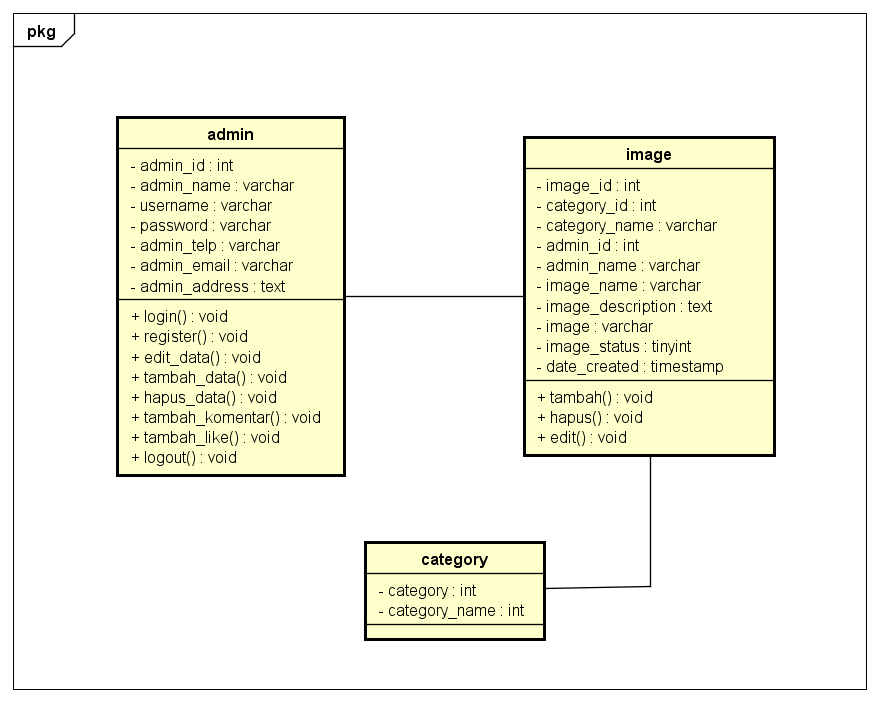 pkg
admin
- admin_id : int
- admin_name : varchar
- username : varchar
- password : varchar
- admin_telp : varchar
- admin_email : varchar
- admin_address : text
+ login() : void
+ register() : void
+ edit_data() : void
+ tambah_data() : void
+ hapus_data() : void
+ tambah_komentar() : void
+ tambah_like() : void
+ logout() : void
image
- image_id : int
- category_id : int
- category_name : varchar
- admin_id : int
- admin_name : varchar
- image_name : varchar
- image_description : text
- image : varchar
- image_status : tinyint
- date_created : timestamp
+ tambah() : void
+ hapus() : void
+ edit() : void
category
- category : int
- category_name : int